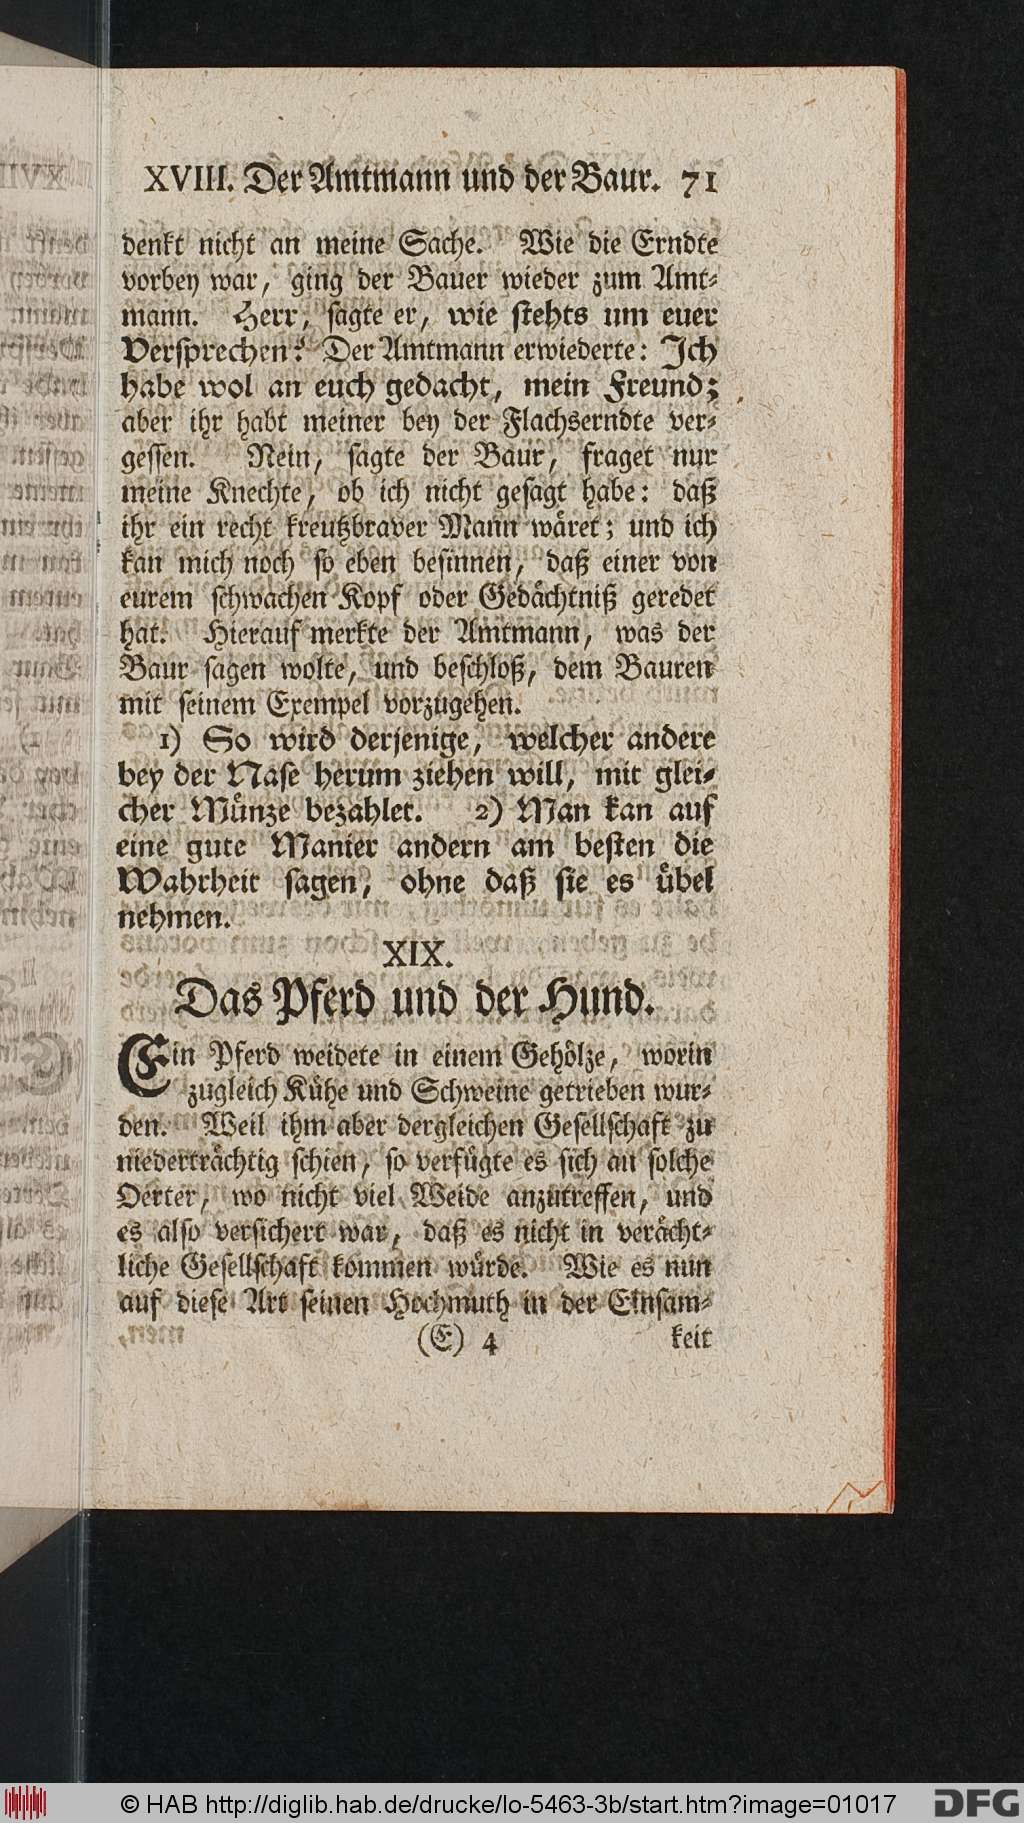 XVIII. Der Amtmann und der Baur. 71
denkt nicht an meine Sache. Wie die Erndte
vorbey war, ging der Bauer wieder zum Amt-
mann. Herr, sagte er, wie stehts um euer
Versprechen? Der Amtmann erwiederte: Ich
habe wol an euch gedacht, mein Freund;
aber ihr habt meiner bey der Flachserndte ver-
gessen. Nein, sagte der Baur, fraget nur
meine Knechte, ob ich nicht gesagt habe: daß
ihr ein recht kreutzbraver Mann wäret; und ich
kan mich noch so eben besinnen, daß einer von
eurem schwachen Kopf oder Gedächtniß geredet
hat. Hierauf merkte der Amtmann, was der
Baur sagen wolte, und beschloß, dem Bauren
mit seinem Exempel vorzugehen.
1) So wird derjenige, welcher andere
bey der Nase herum ziehen will, mit glei-
cher Münze bezahlet. 2) Man kan auf
eine gute Manier andern am besten die
Wahrheit sagen, ohne daß sie es übel
nehmen.
XIX.
Das Pferd und der Hund.
Ein Pferd weidete in einem Gehölze, worin
zugleich Kühe und Schweine getrieben wur-
den. Weil ihm aber dergleichen Gesellschaft zu
niederträchtig schien, so verfügte es sich an solche
Oerter, wo nicht viel Weide anzutreffen, und
es also versichert war, daß es nicht in verächt-
liche Gesellschaft kommen würde. Wie es nun
auf diese Art seinen Hochmuth in der Einsam-
(E) 4 keit
© HAB http://diglib.hab.de/drucke/lo-5463-3b/start.htm?image=01017
DFG